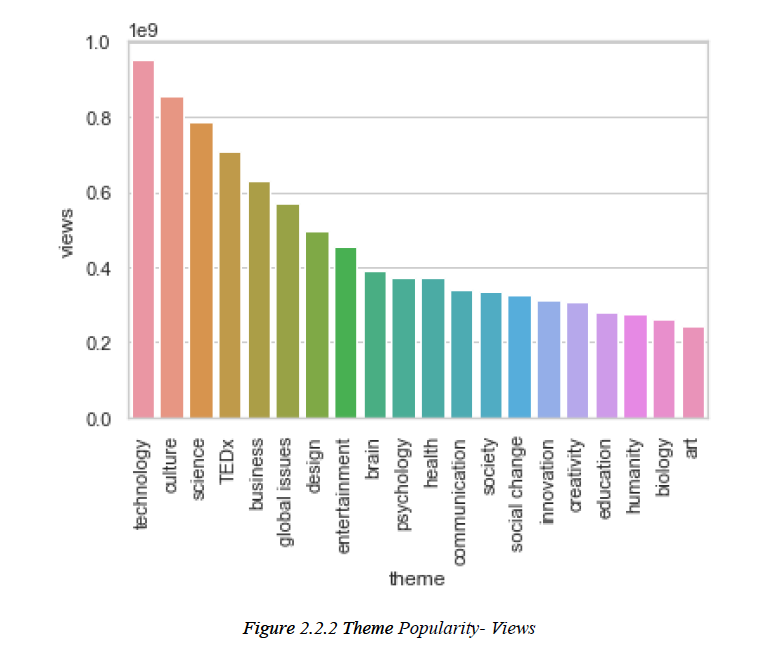 1e9
1.0
0.8
0.6
0.4
0.2
0.0
views
technology
culture
science
TEDx
business
global issues
design
entertainment
brain
psychology
health
communication
society
social change
innovation
creativity
education
humanity
biology
art
theme
Figure 2.2.2 Theme Popularity- Views